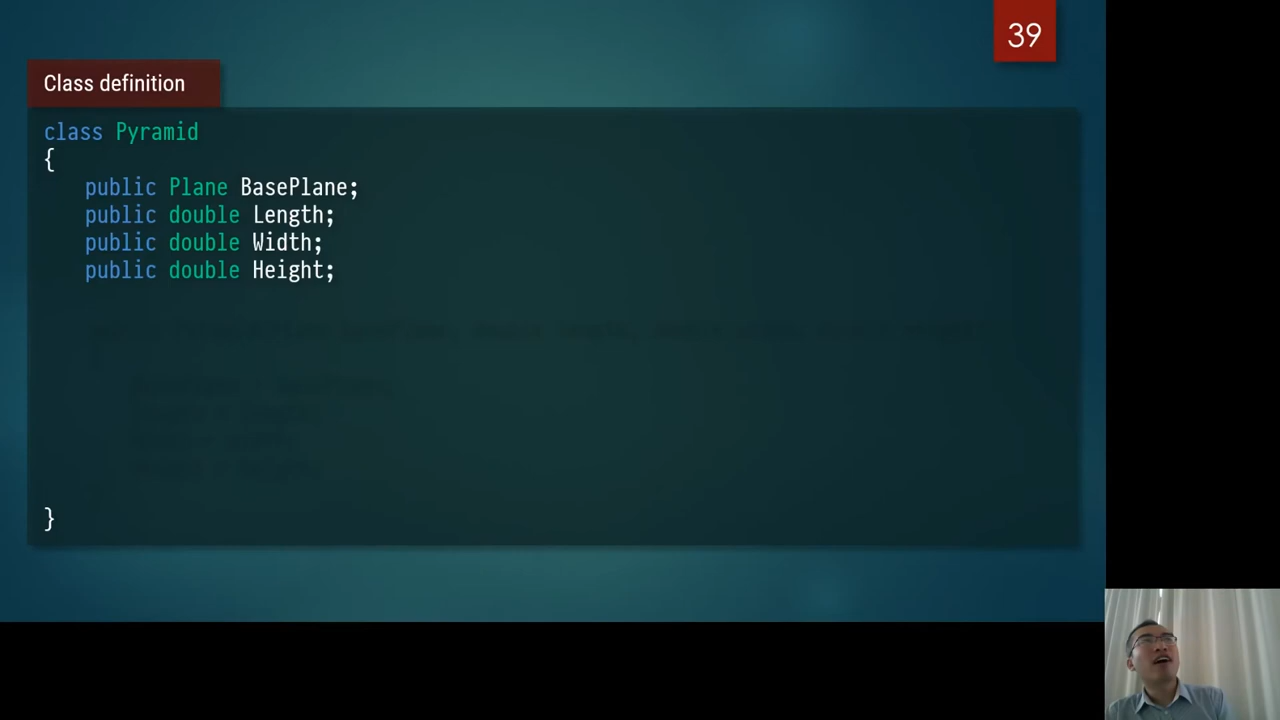 39
Class definition
class Pyramid
{
public Plane BasePlane;
public double Length;
public double Width;
public double Height;
}